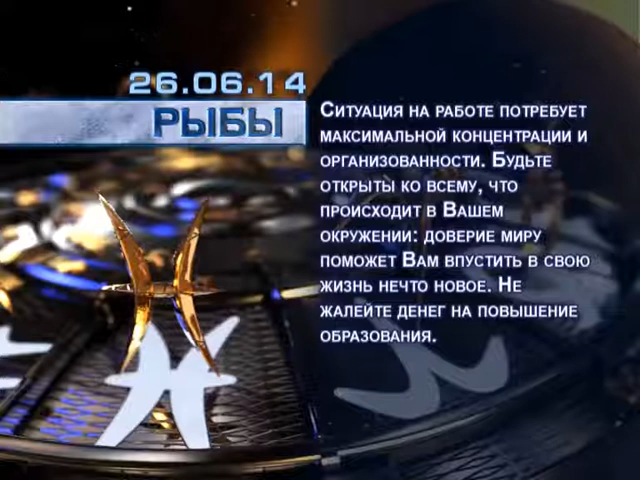 26.06.14
РЫБЫ
Ситуация на работе потребует
максимальной концентрации и
организованности. Будьте
открыты ко всему, что
происходит в Вашем
окружении: доверие миру
поможет Вам впустить в свою
жизнь нечто новое. Не
жалейте денег на повышение
образования.